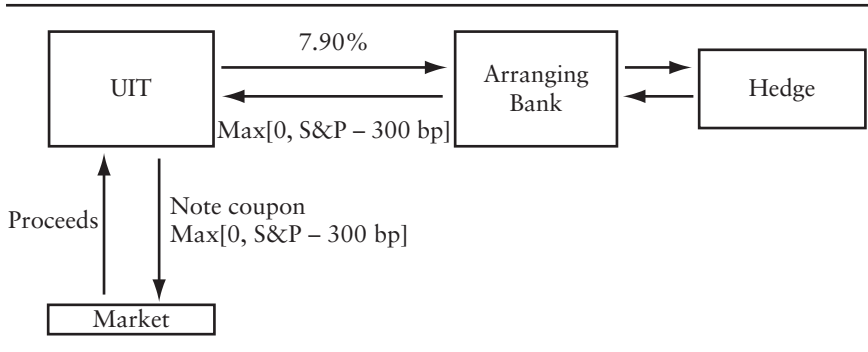 7.90%
UIT
Arranging
Bank
Hedge
Max[0, S&P – 300 bp]
Proceeds
Note coupon
Max[0, S&P – 300 bp]
Market